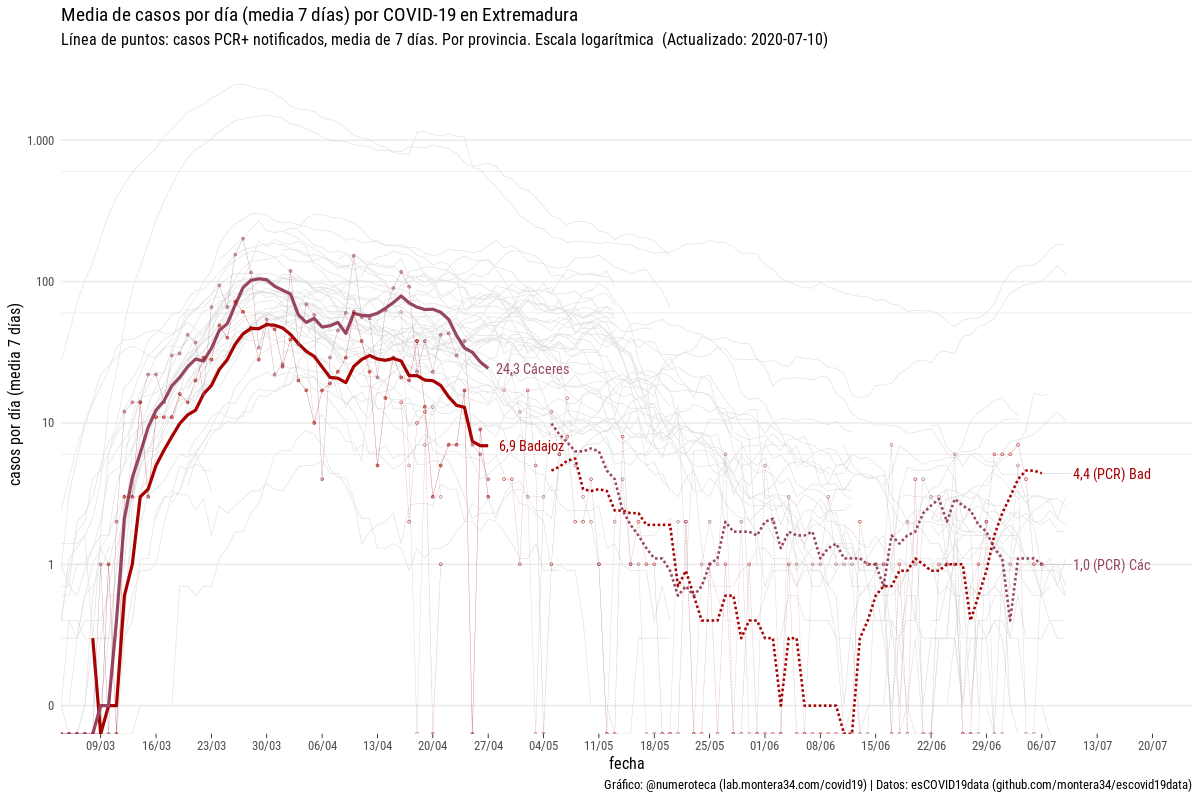 Media de casos por día (media 7 días) por COVID-19 en Extremadura
Línea de puntos: casos PCR+ notificados, media de 7 días. Por provincia. Escala logarítmica  (Actualizado: 2020-07-10)
casos por día (media 7 días)
1.000
100
10
1
0
24,3 Cáceres
6,9 Badajoz
4,4 (PCR) Bad
1,0 (PCR) Các
09/03 16/03 23/03 30/03 06/04 13/04 20/04 27/04 04/05 11/05 18/05 25/05 01/06 08/06 15/06 22/06 29/06 06/07 13/07 20/07
fecha
Gráfico: @numeroteca (lab.montera34.com/covid19) | Datos: esCOVID19data (github.com/montera34/escovid19data)